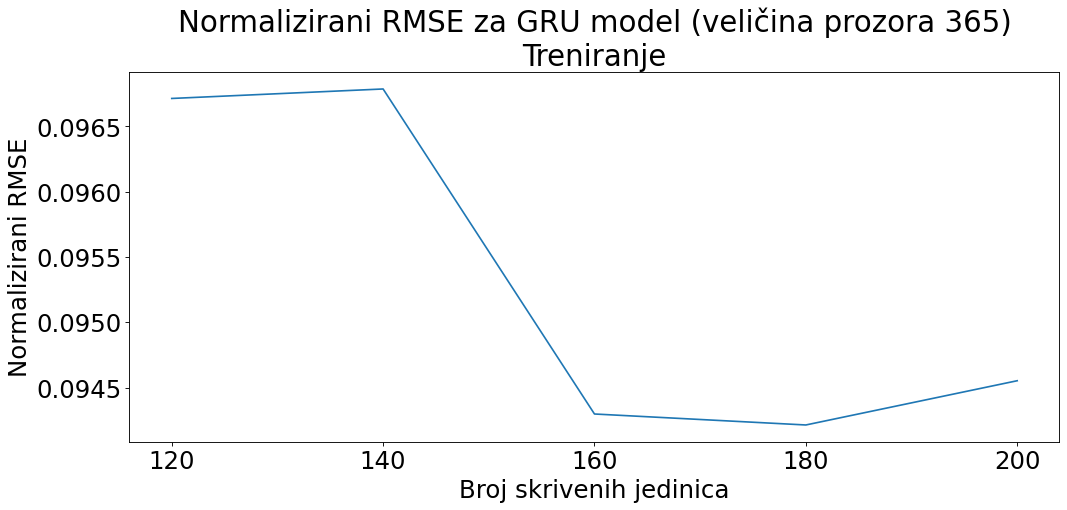 Normalizirani RMSE za GRU model (veličina prozora 365)
Treniranje
Normalizirani RMSE
0.0965
0.0960
0.0955
0.0950
0.0945
120 140 160 180 200
Broj skrivenih jedinica